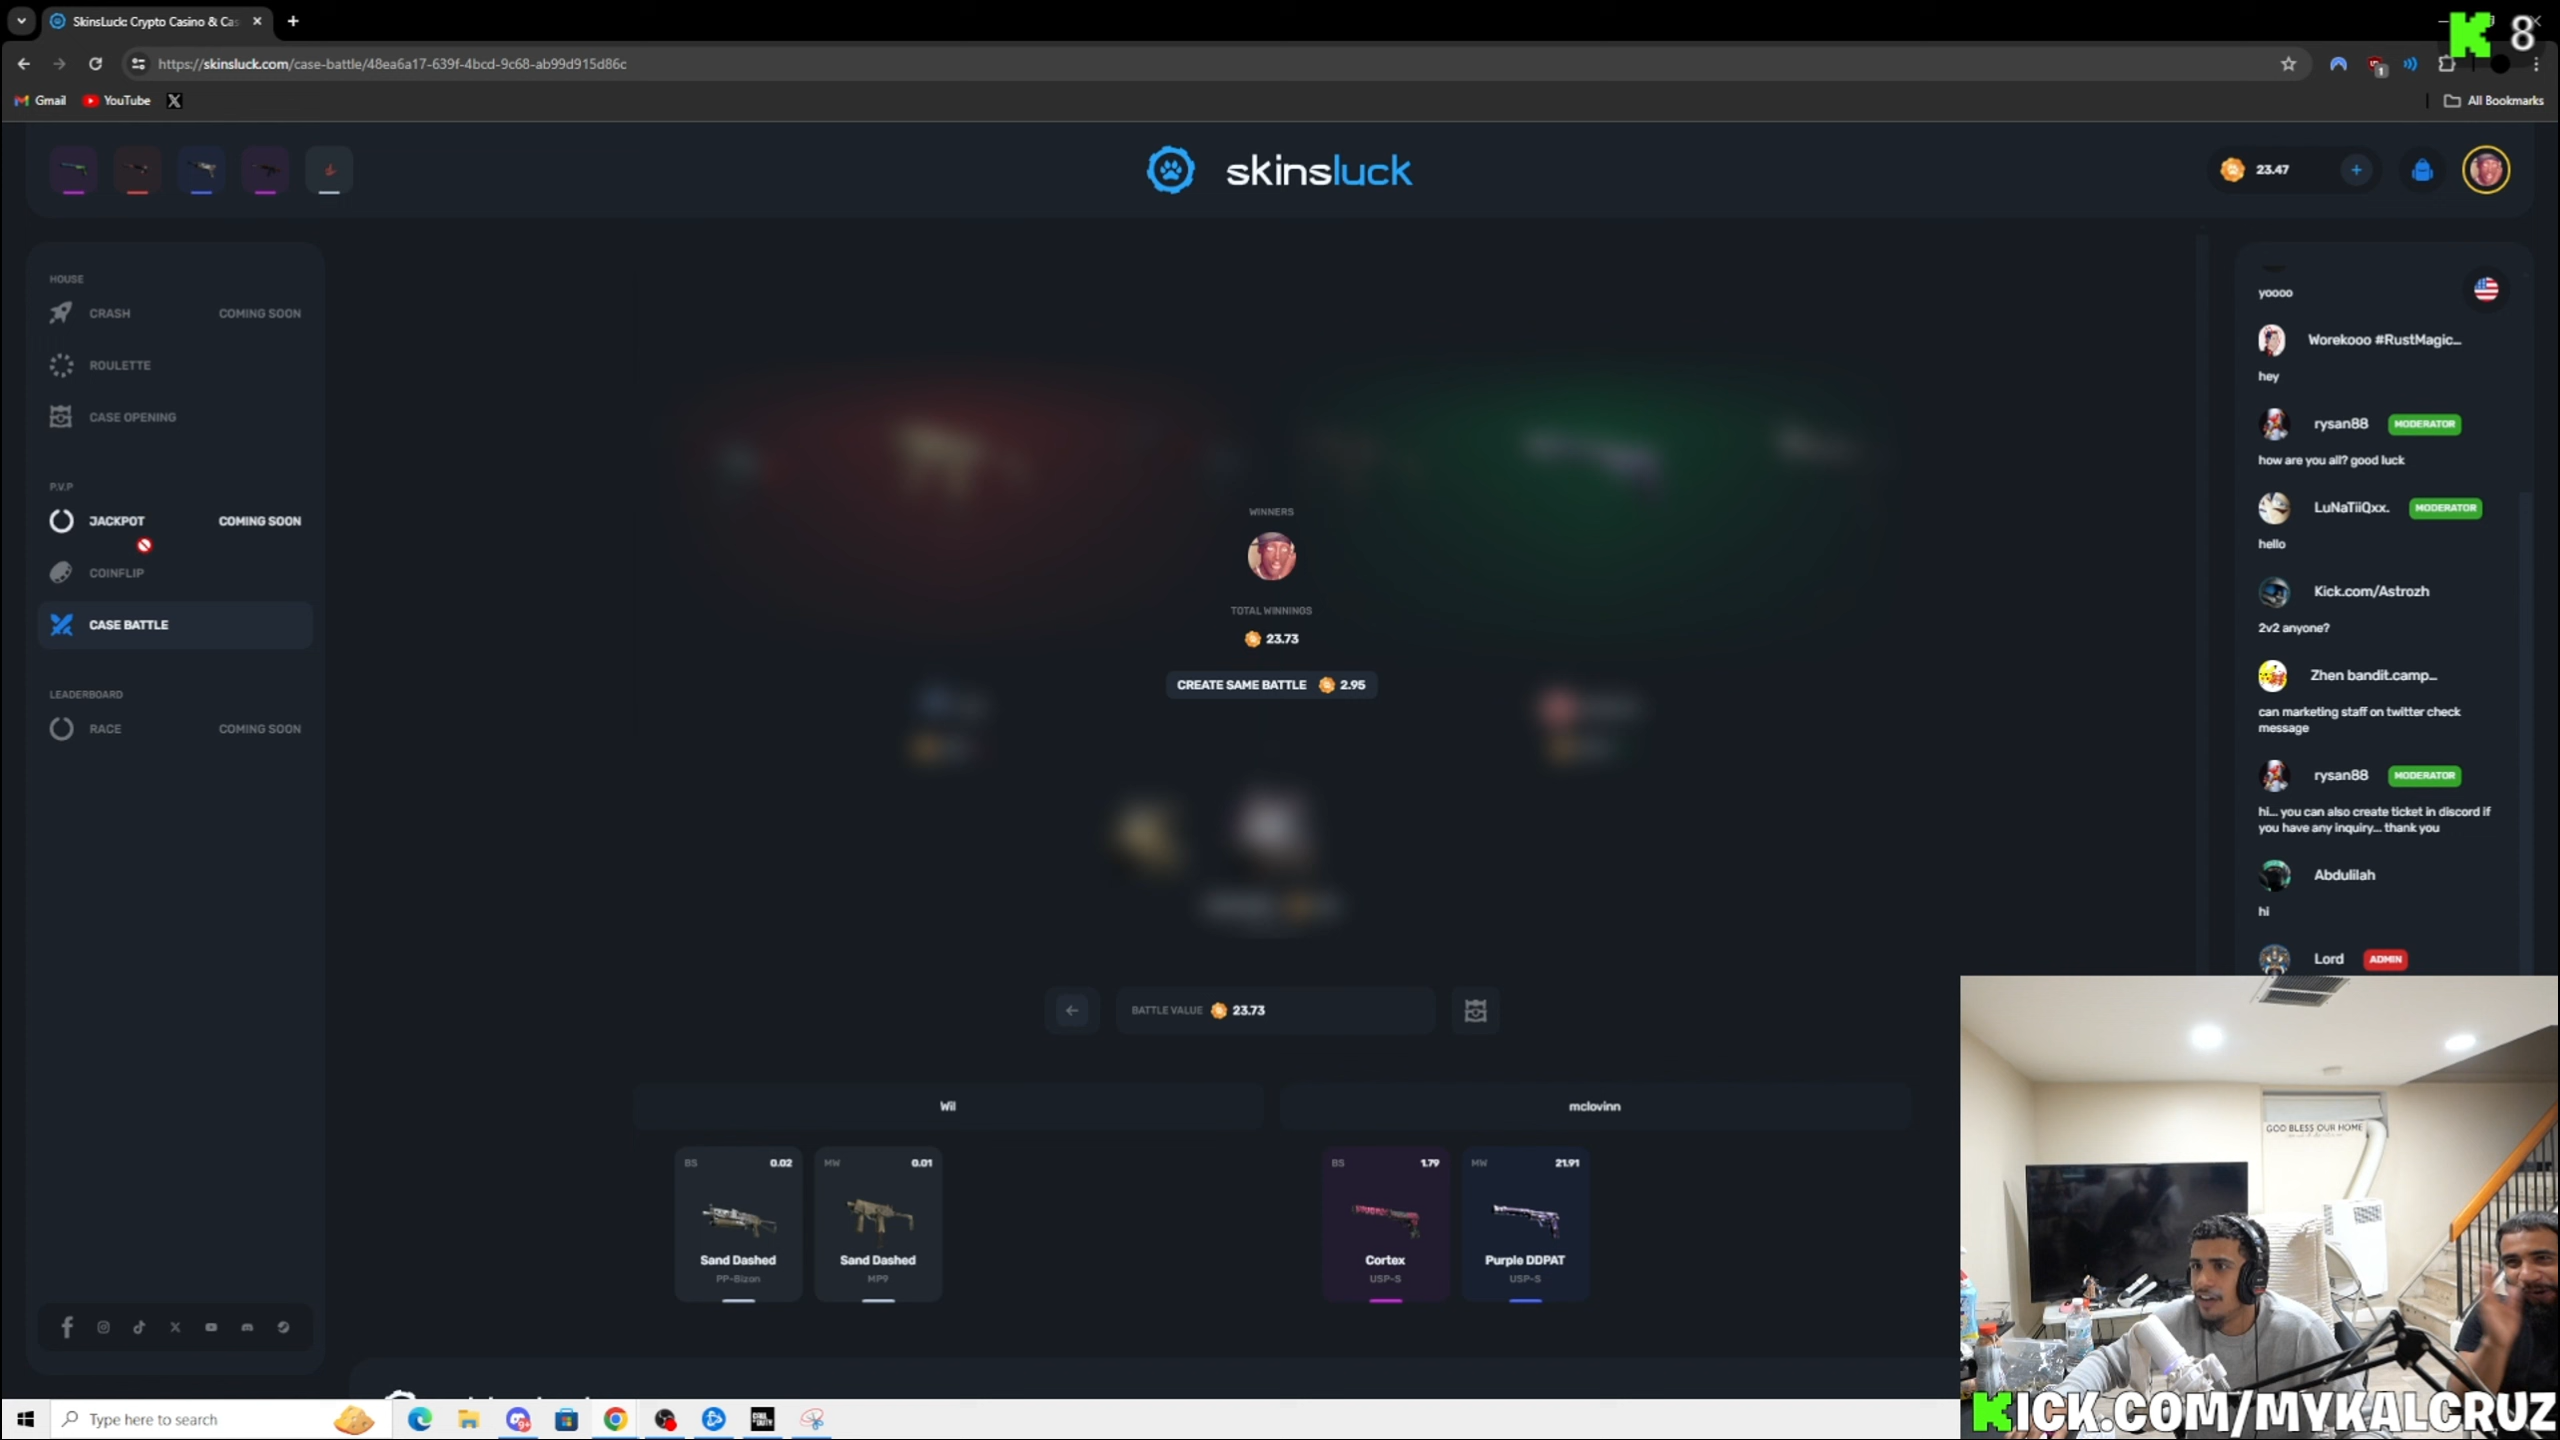 SkinsLuck: Crypto Casino & Ca
8
https://skinsluck.com/case-battle/48ea6a17-639f-4bcd-9c68-ab99d915d86c
1
Gmail
YouTube
All Bookmarks
skinsluck
23.47
HOUSE
CRASH COMING SOON
ROULETTE
CASE OPENING
P.V.P
JACKPOT COMING SOON
COINFLIP
CASE BATTLE
LEADERBOARD
RACE COMING SOON
WINNERS
TOTAL WINNINGS
23.73
CREATE SAME BATTLE 2.95
BATTLE VALUE 23.73
Wil
mclovinn
BS 0.02
Sand Dashed
PP-Bizon
MW 0.01
Sand Dashed
MP9
BS 1.79
Cortex
USP-S
MW 21.91
Purple DDPAT
USP-S
yoooo
Worekooo #RustMagic...
hey
rysan88 MODERATOR
how are you all? good luck
LuNaTiiQxx. MODERATOR
hello
Kick.com/Astrozh
2v2 anyone?
Zhen bandit.camp...
can marketing staff on twitter check
message
rysan88 MODERATOR
hi... you can also create ticket in discord if
you have any inquiry... thank you
Abdulilah
hi
Lord ADMIN
GOD BLESS OUR HOME
Type here to search
KICK.COM/MYKALCRUZ